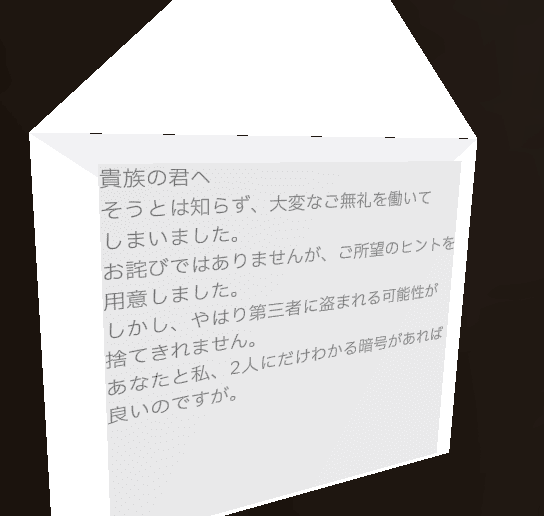 貴族の君へ
そうとは知らず、大変なご無礼を働いて
しまいました。
お詫びではありませんが、ご所望のヒントを
用意しました。
しかし、やはり第三者に盗まれる可能性が
捨てきれません。
あなたと私、2人にだけわかる暗号があれば
良いのですが。